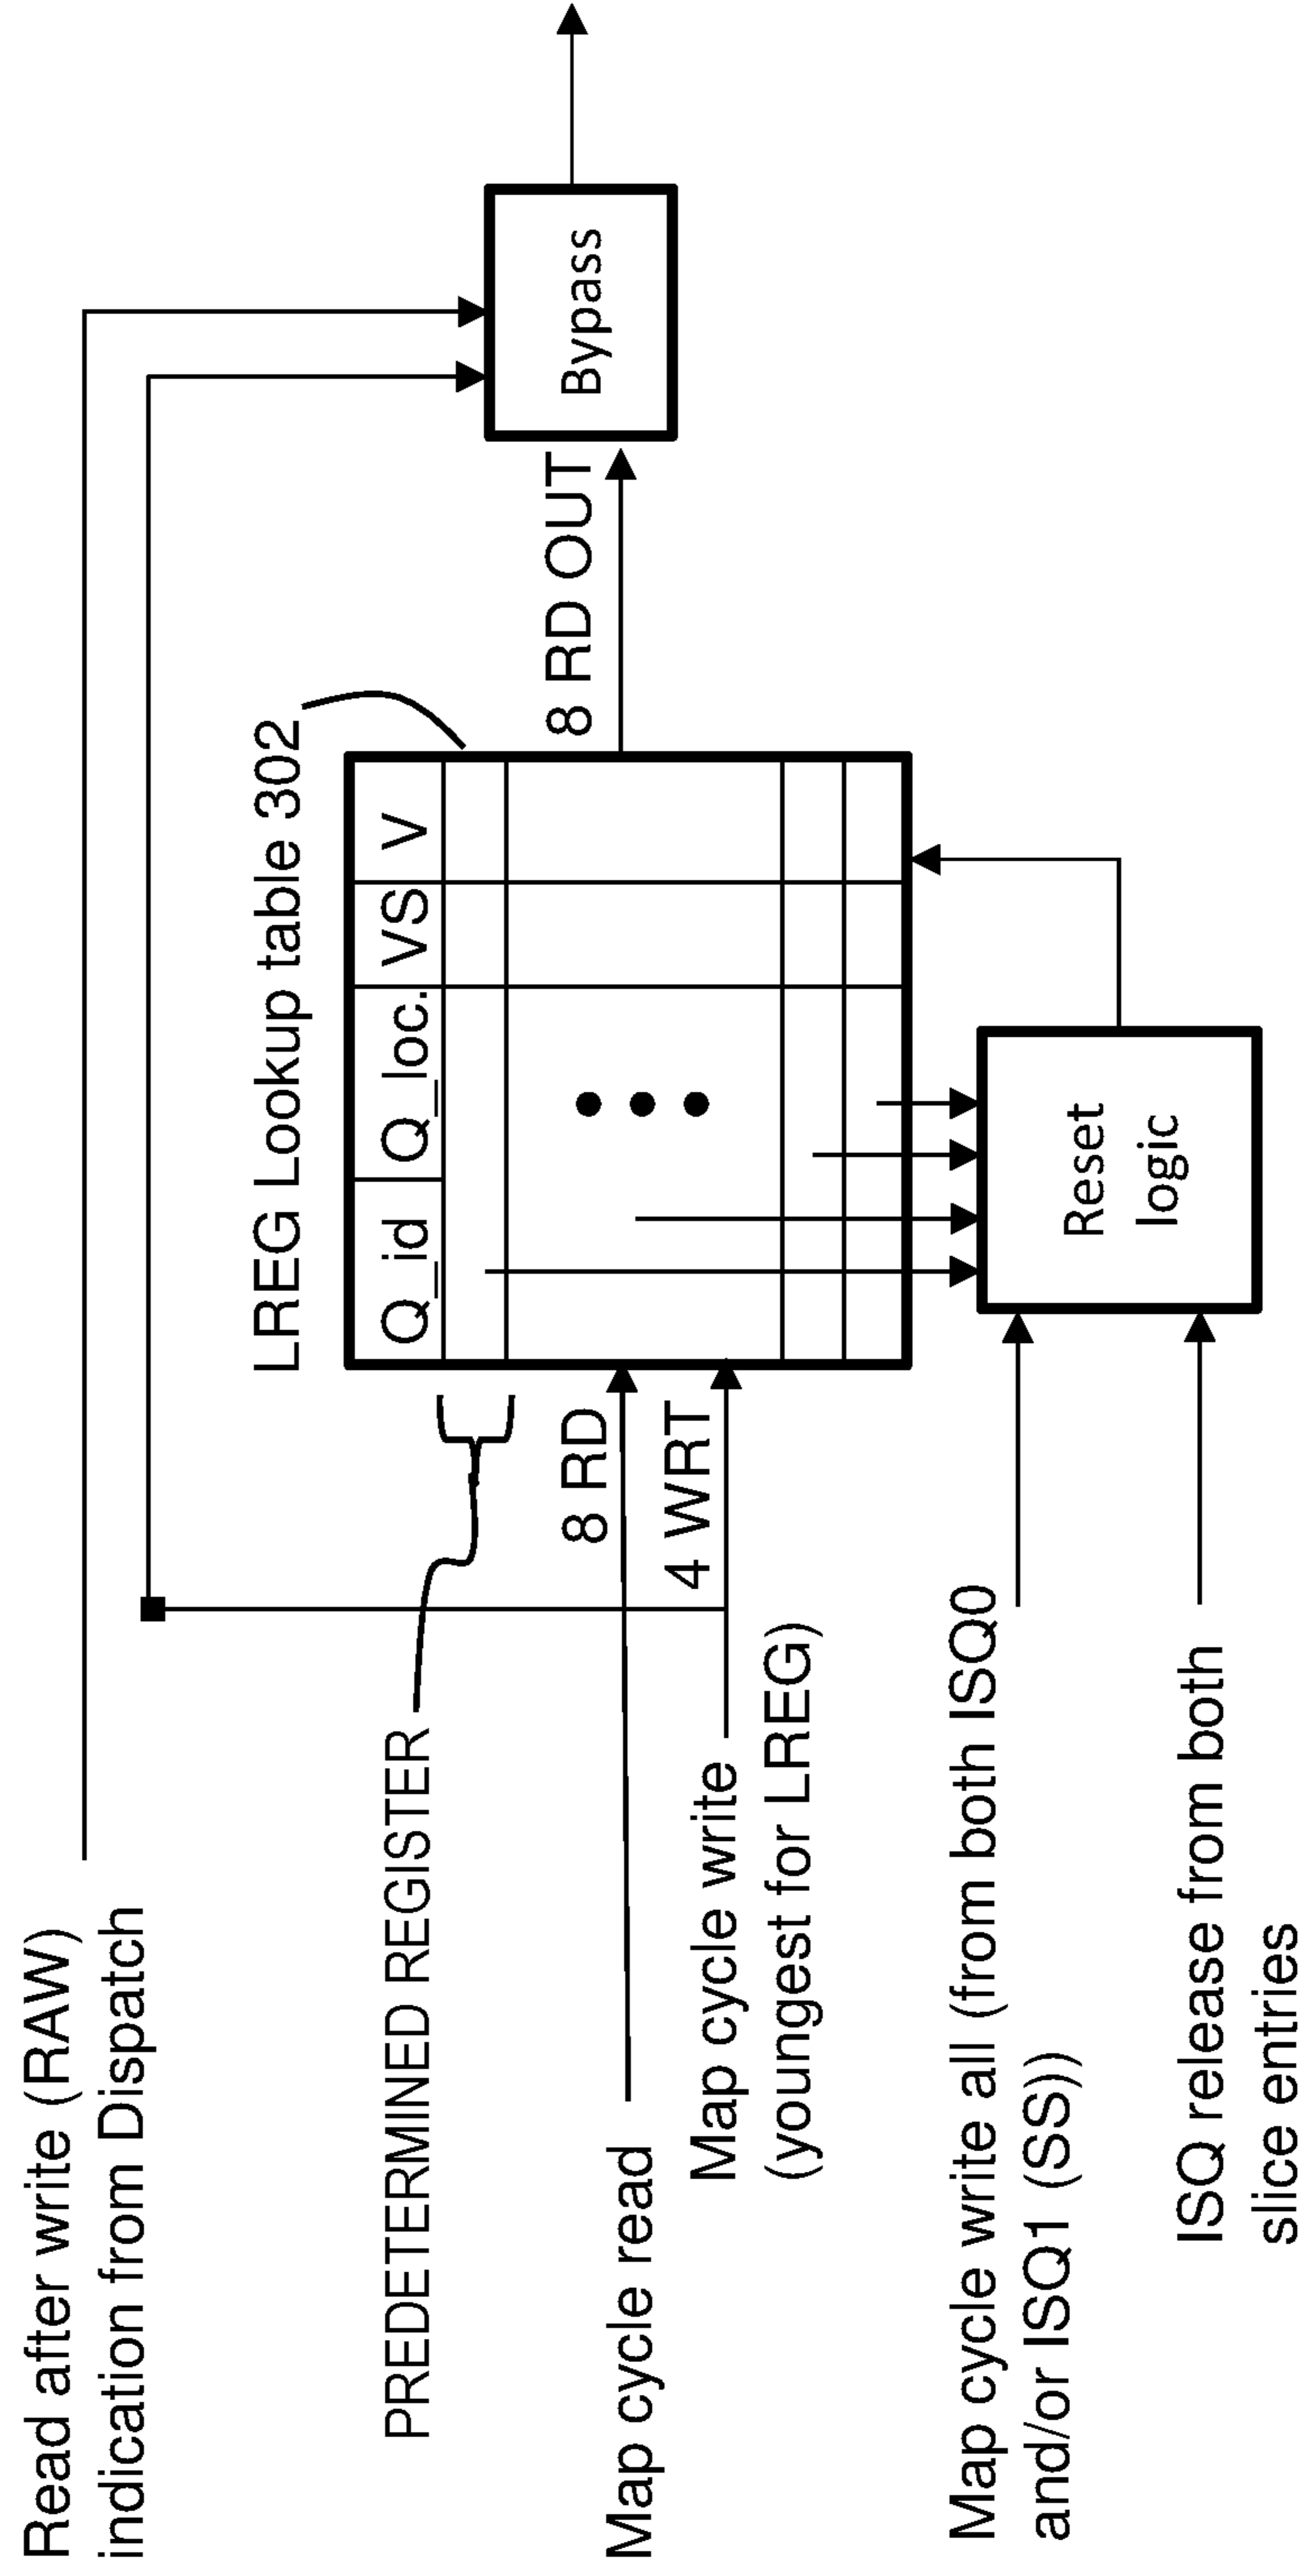 Read after write (RAW)
indication from Dispatch
LREG Lookup table 302
PREDETERMINED REGISTER
Q_id Q_loc. VS V
8 RD
8 RD OUT
Bypass
4 WRT
Map cycle read
Map cycle write
(youngest for LREG)
Map cycle write all (from both ISQ0
and/or ISQ1 (SS))
Reset
logic
ISQ release from both
slice entries